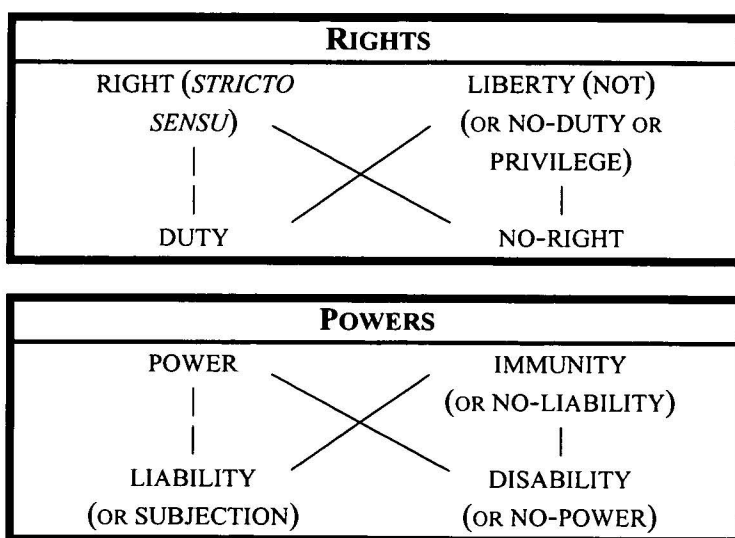 RIGHTS
RIGHT (STRICTO LIBERTY (NOT)
SENSU) (OR NO-DUTY OR
PRIVILEGE)
DUTY NO-RIGHT
POWERS
POWER IMMUNITY
(OR NO-LIABILITY)
LIABILITY DISABILITY
(OR SUBJECTION) (OR NO-POWER)